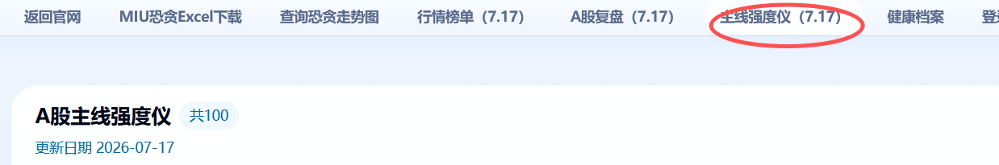 返回官网 MIU恐贪Excel下载 查询恐贪走势图 行情榜单（7.17） A股复盘（7.17） 主线强度仪（7.17） 健康档案
A股主线强度仪 共100
更新日期 2026-07-17